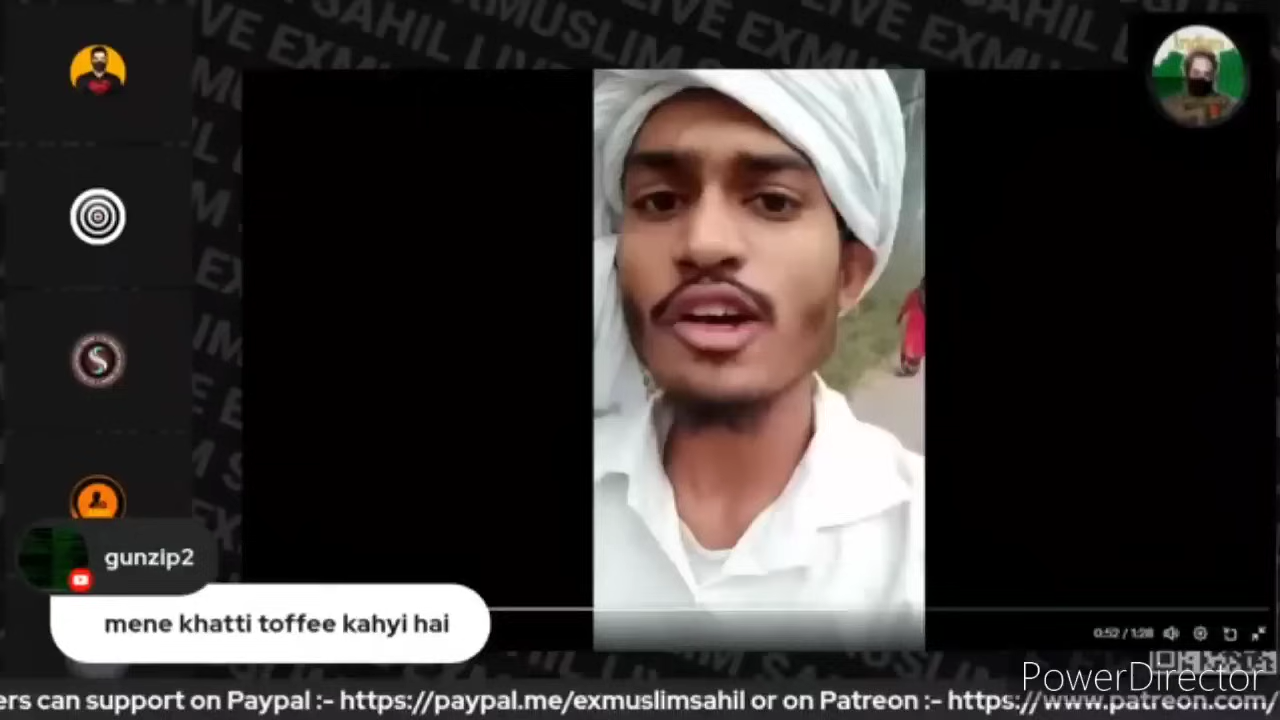 gunzip2
mene khatti toffee kahyi hai
0:52 / 1:28
PowerDirector
ers can support on Paypal :- https://paypal.me/exmuslimsahil or on Patreon :- https://www.patreon.com/